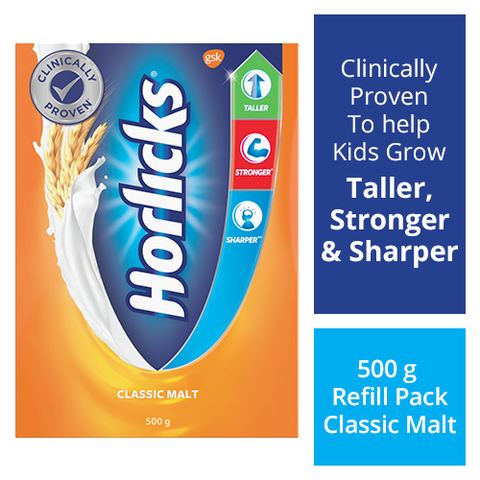 CLINICALLY
PROVEN
gsk
Horlicks®
TALLER
STRONGER*
SHARPER**
CLASSIC MALT
500 g
Clinically
Proven
To help
Kids Grow
Taller,
Stronger
& Sharper
500 g
Refill Pack
Classic Malt